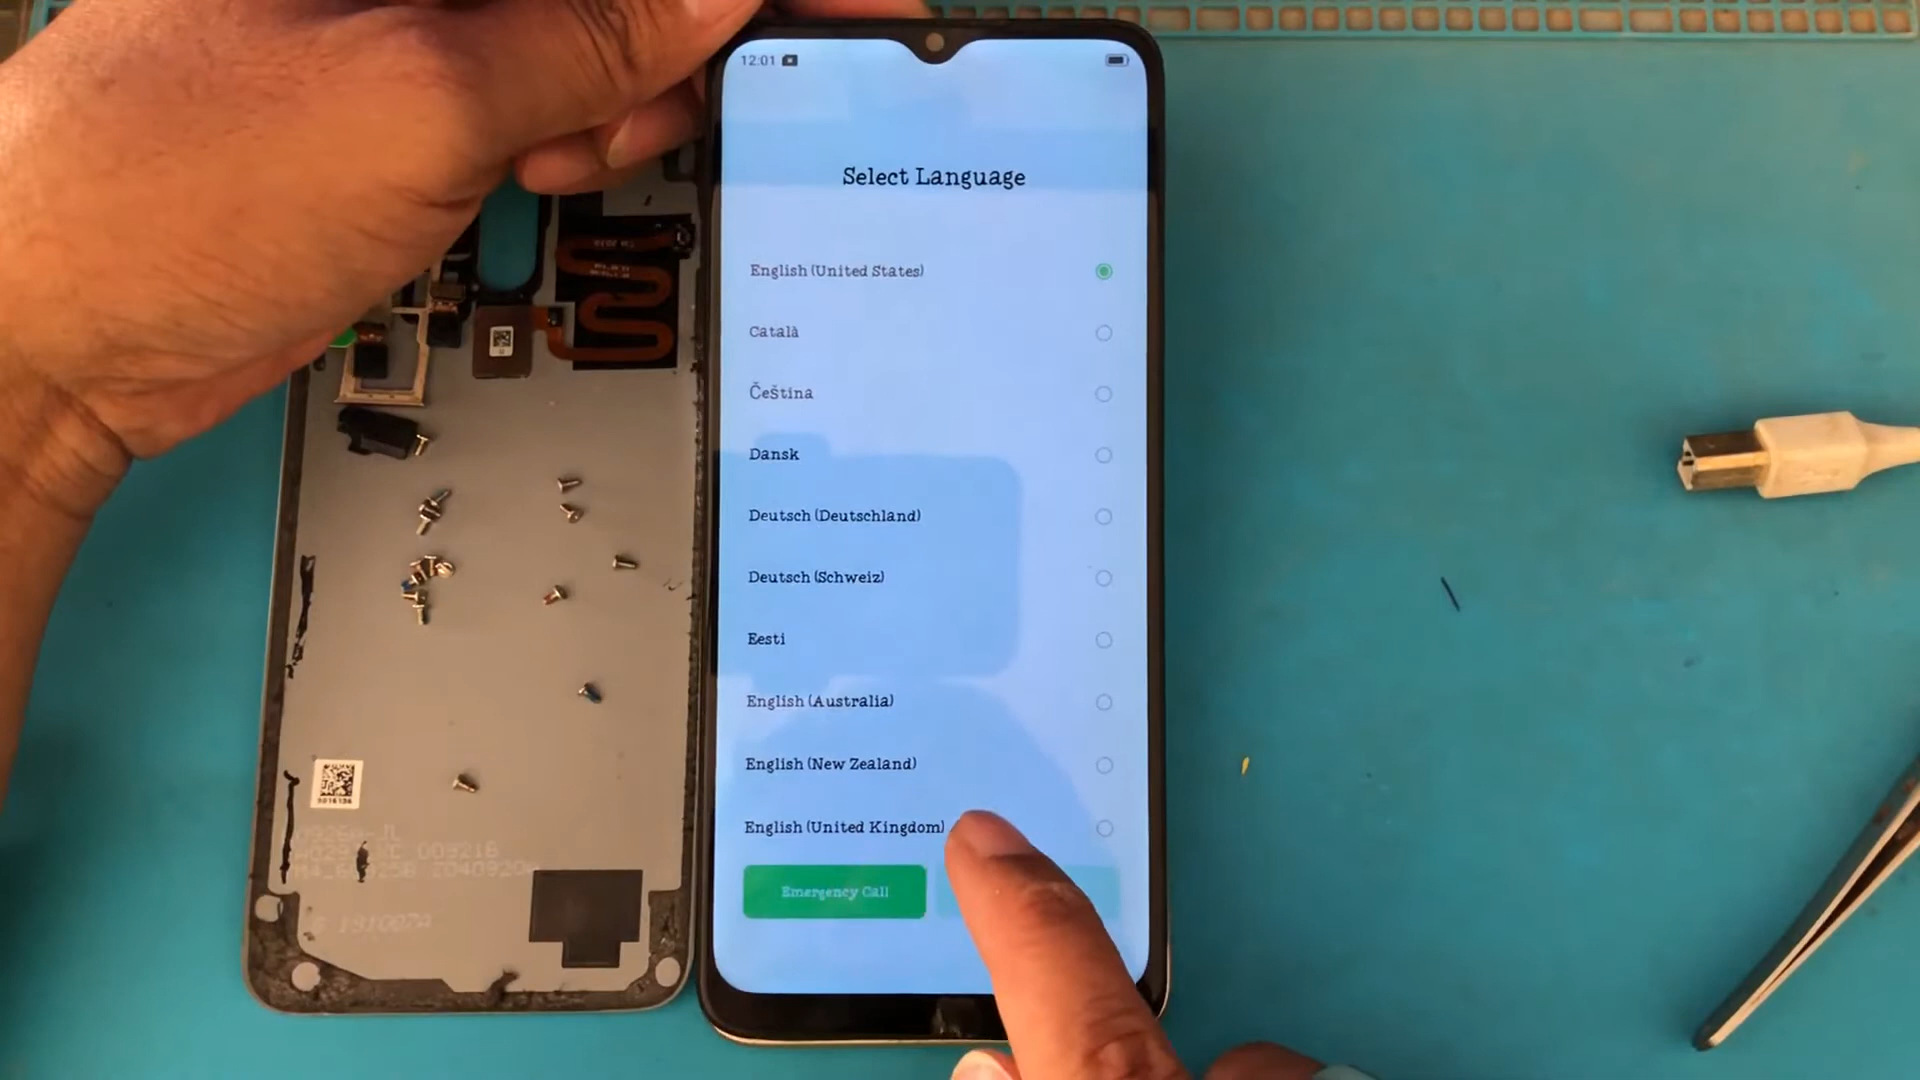 12:01
Select Language
English (United States)
Català
Čeština
Dansk
Deutsch (Deutschland)
Deutsch (Schweiz)
Eesti
English (Australia)
English (New Zealand)
English (United Kingdom)
Emergency Call